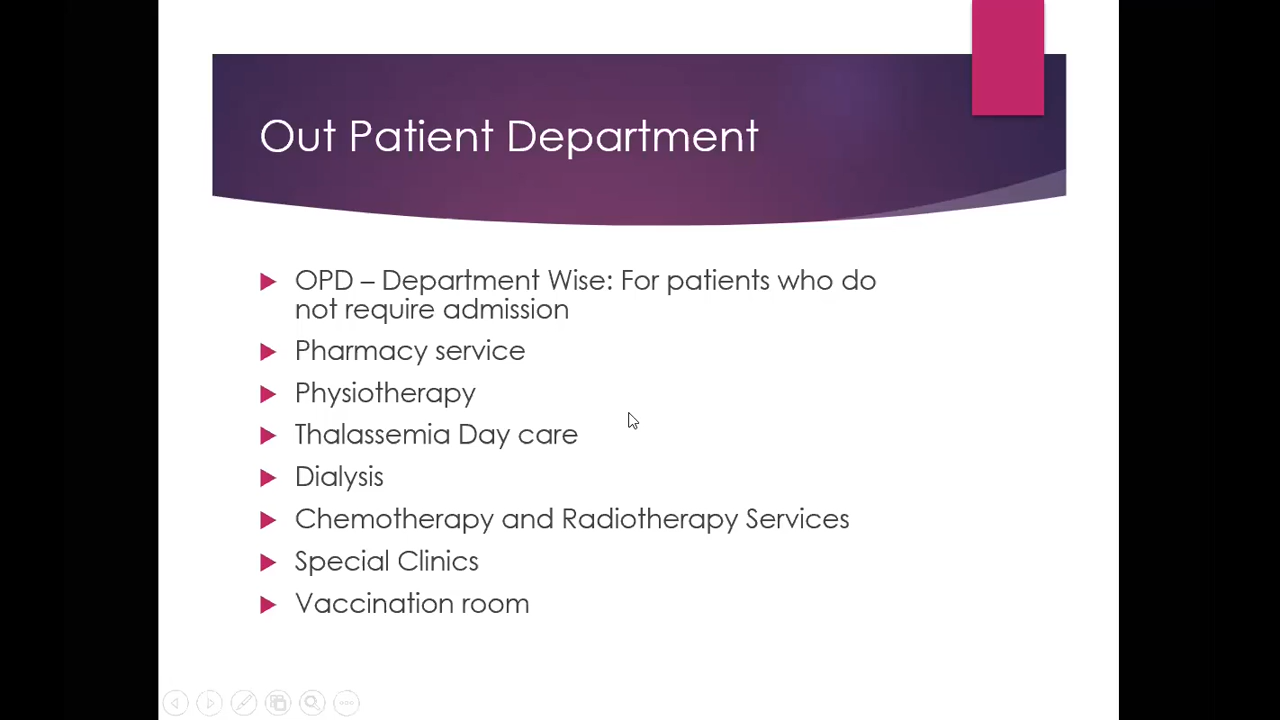 Out Patient Department
OPD – Department Wise: For patients who do
not require admission
Pharmacy service
Physiotherapy
Thalassemia Day care
Dialysis
Chemotherapy and Radiotherapy Services
Special Clinics
Vaccination room